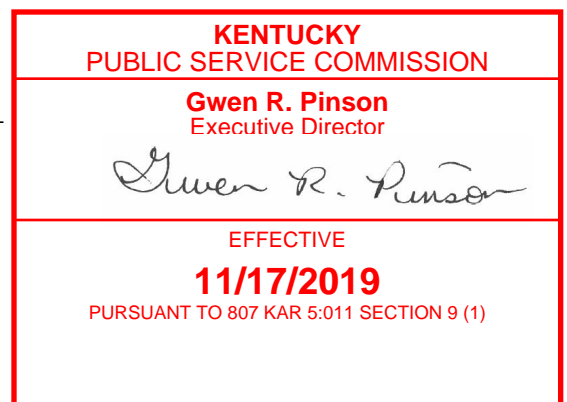 KENTUCKY
PUBLIC SERVICE COMMISSION
Gwen R. Pinson
Executive Director
Gwen R. Pinson
EFFECTIVE
11/17/2019
PURSUANT TO 807 KAR 5:011 SECTION 9 (1)